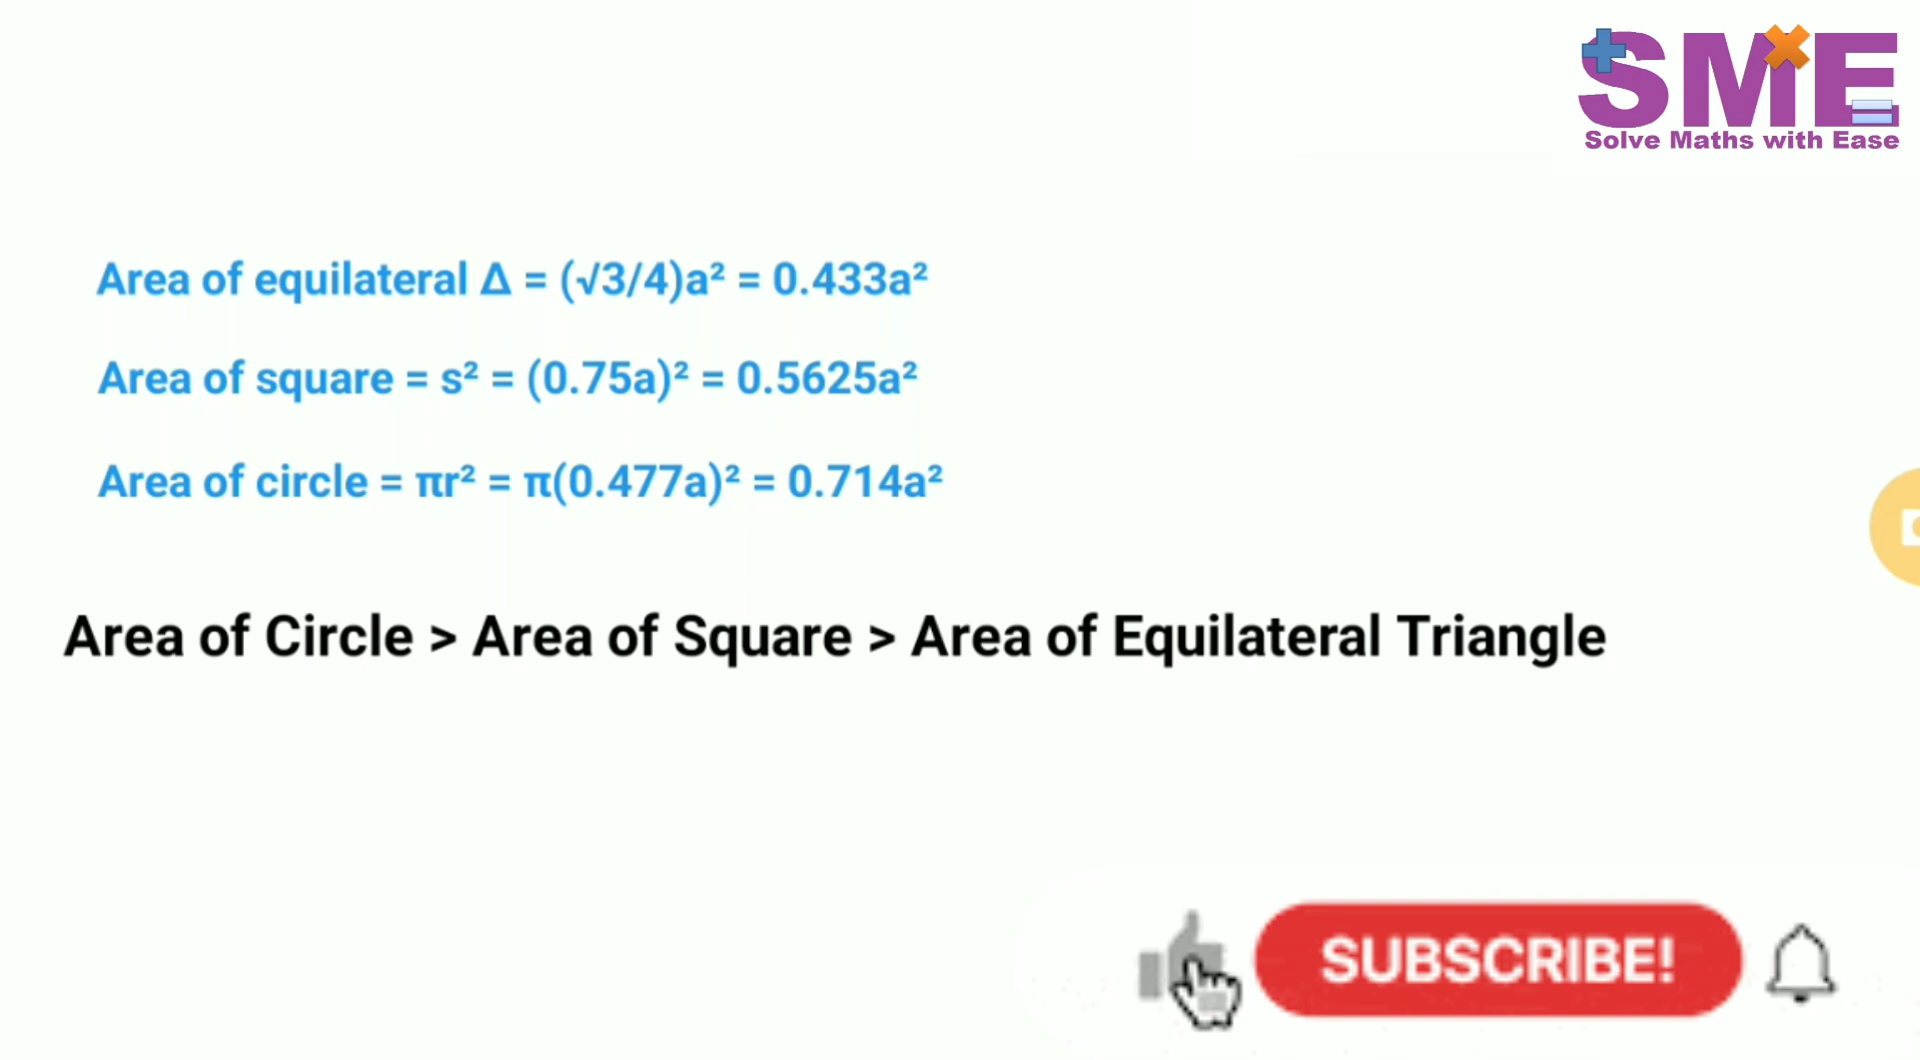 SME
Solve Maths with Ease
Area of equilateral Δ = (√3/4)a² = 0.433a²
Area of square = s² = (0.75a)² = 0.5625a²
Area of circle = πr² = π(0.477a)² = 0.714a²
Area of Circle > Area of Square > Area of Equilateral Triangle
SUBSCRIBE!